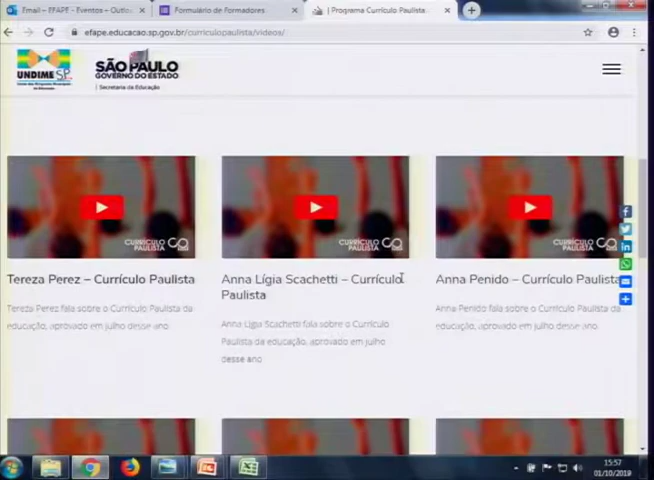 Email – EFAPE - Eventos – Outlo
Formulário de Formadores
| Programa Currículo Paulista
efape.educacao.sp.gov.br/curriculopaulista/videos/
UNDIME SP
SÃO PAULO
GOVERNO DO ESTADO
| Secretaria da Educação
CURRÍCULO PAULISTA
CURRÍCULO PAULISTA
CURRÍCULO PAULISTA
Tereza Perez – Currículo Paulista
Tereza Perez fala sobre o Currículo Paulista da
educação, aprovado em julho desse ano
Anna Lígia Scachetti – Currículo
Paulista
Anna Lígia Scachetti fala sobre o Currículo
Paulista da educação, aprovado em julho
desse ano
Anna Penido – Currículo Paulista
Anna Penido fala sobre o Currículo Paulista da
educação, aprovado em julho desse ano
15:57
01/10/2019